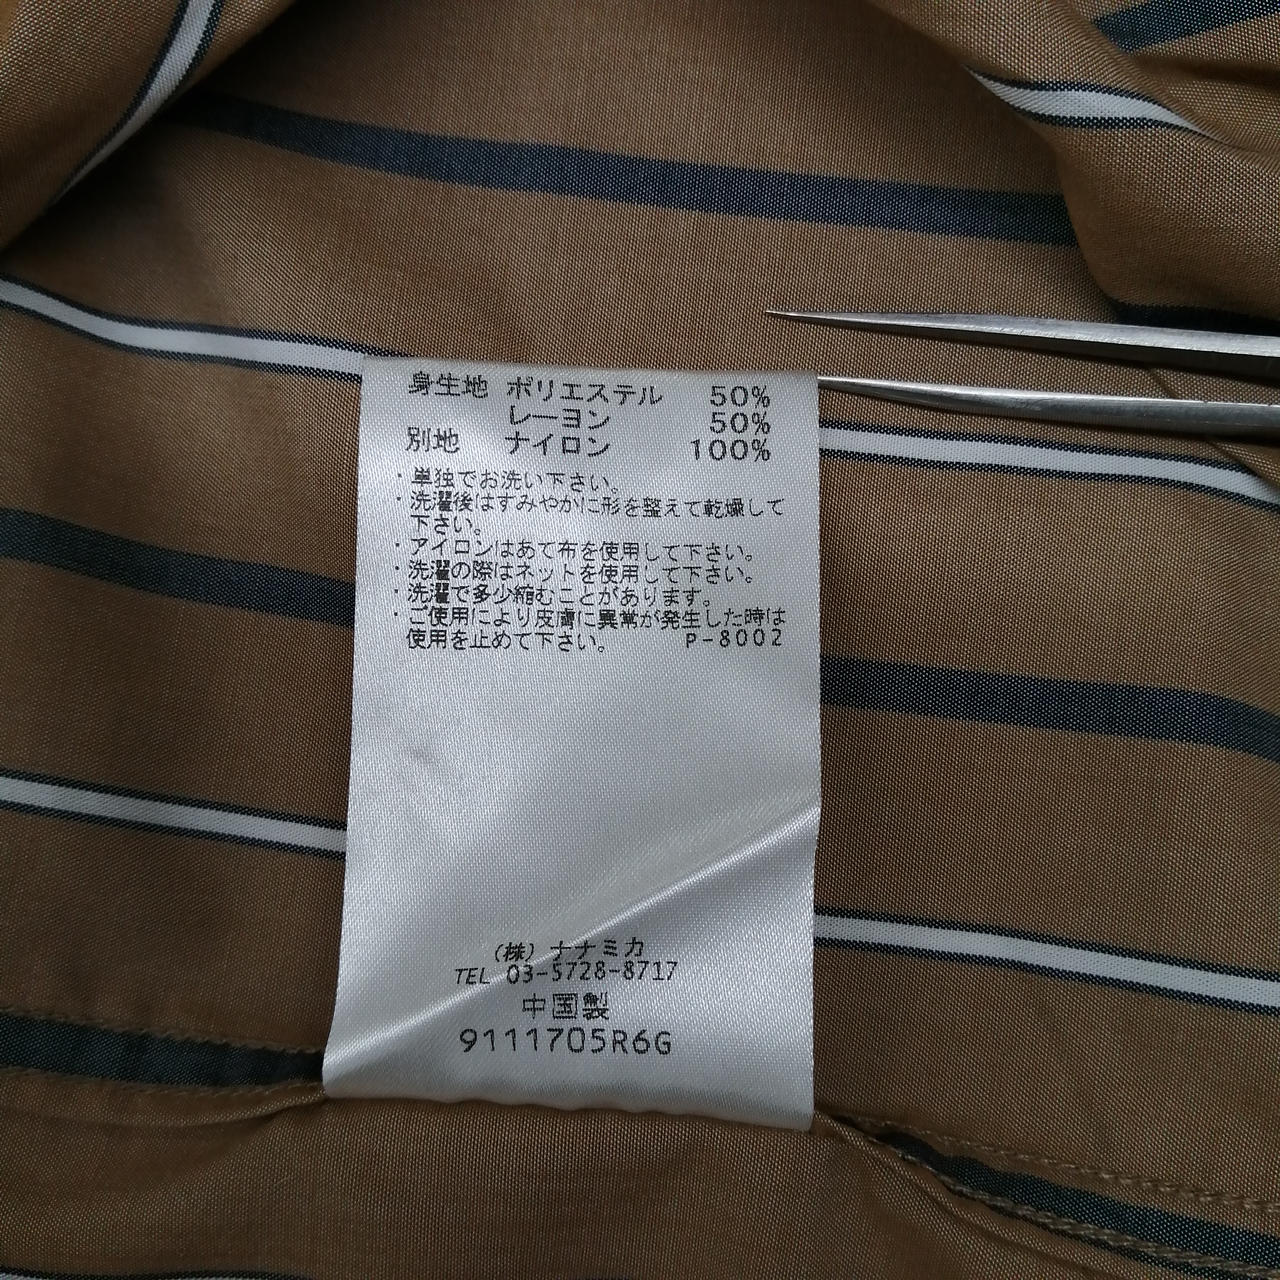 身生地 ポリエステル 50%
レーヨン 50%
別地 ナイロン 100%
・単独でお洗い下さい。
・洗濯後はすみやかに形を整えて乾燥して
下さい。
・アイロンはあて布を使用して下さい。
・洗濯の際はネットを使用して下さい。
・洗濯で多少縮むことがあります。
・ご使用により皮膚に異常が発生した時は
使用を止めて下さい。 P-8002
(株)ナナミカ
TEL 03-5728-8717
中国製
9111705R6G